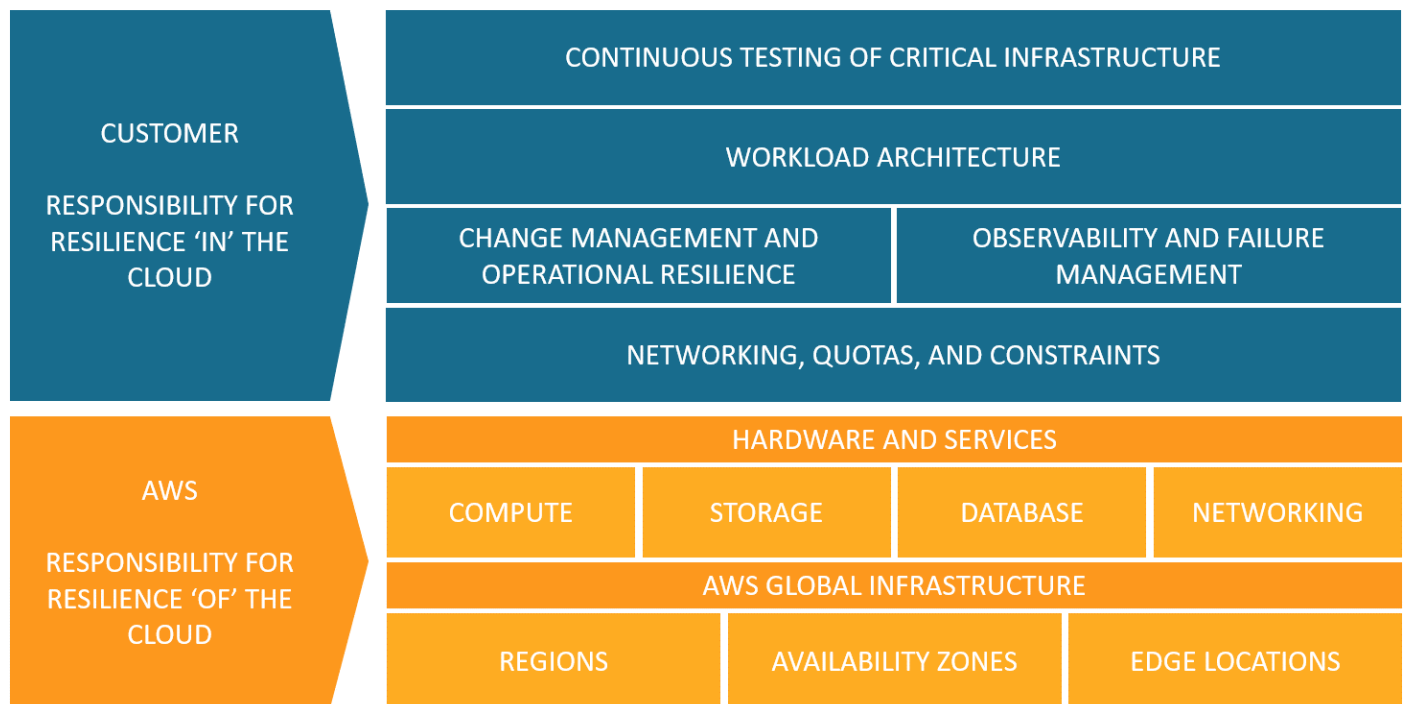 CUSTOMER
RESPONSIBILITY FOR
RESILIENCE ‘IN’ THE
CLOUD
CONTINUOUS TESTING OF CRITICAL INFRASTRUCTURE
WORKLOAD ARCHITECTURE
CHANGE MANAGEMENT AND
OPERATIONAL RESILIENCE
OBSERVABILITY AND FAILURE
MANAGEMENT
NETWORKING, QUOTAS, AND CONSTRAINTS
AWS
RESPONSIBILITY FOR
RESILIENCE ‘OF’ THE
CLOUD
HARDWARE AND SERVICES
COMPUTE
STORAGE
DATABASE
NETWORKING
AWS GLOBAL INFRASTRUCTURE
REGIONS
AVAILABILITY ZONES
EDGE LOCATIONS